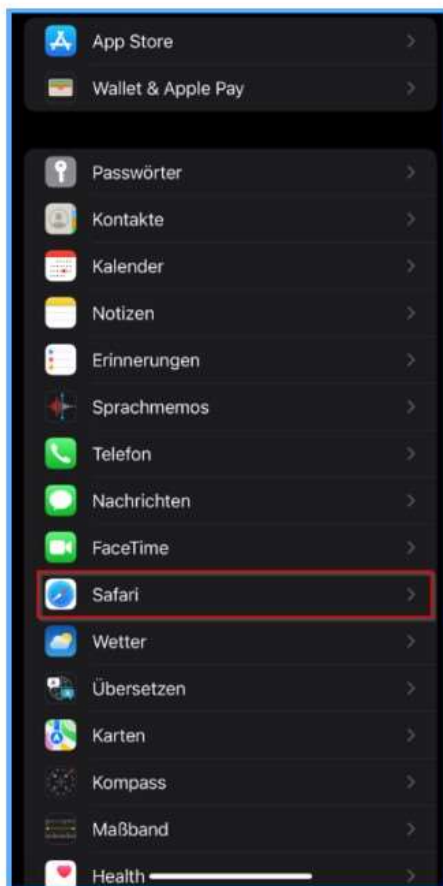 App Store
Wallet & Apple Pay
Passwörter
Kontakte
Kalender
Notizen
Erinnerungen
Sprachmemos
Telefon
Nachrichten
FaceTime
Safari
Wetter
Übersetzen
Karten
Kompass
Maßband
Health